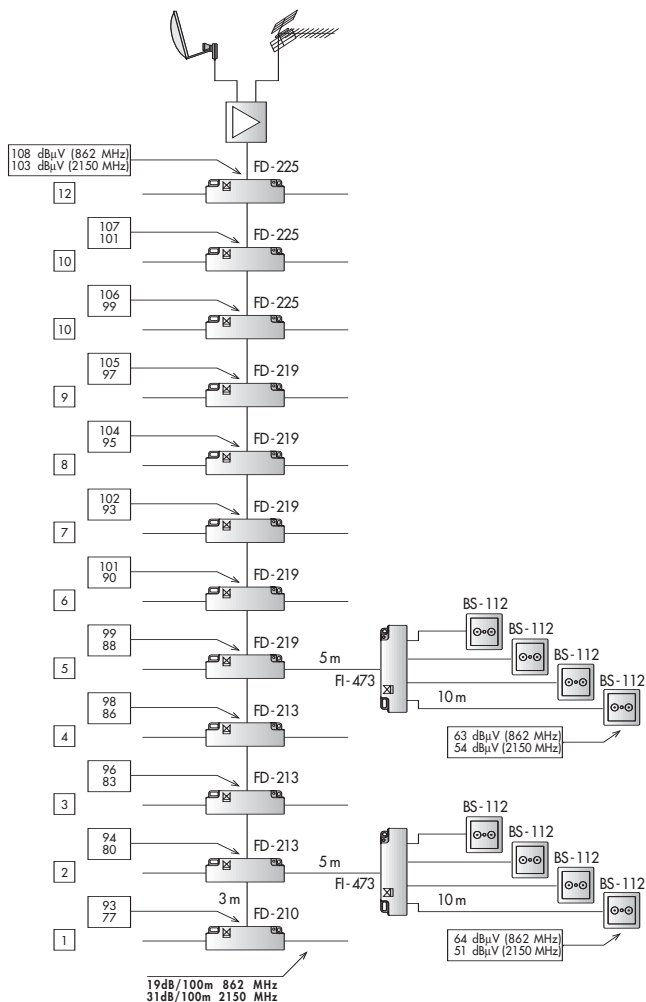 108 dBµV (862 MHz)
103 dBµV (2150 MHz)
FD-225
12
107
101
FD-225
10
106
99
FD-225
10
105
97
FD-219
9
104
95
FD-219
8
102
93
FD-219
7
101
90
FD-219
6
BS-112
99
88
FD-219
BS-112
5
5 m
FI-473
BS-112
BS-112
98
86
FD-213
10 m
4
63 dBµV (862 MHz)
54 dBµV (2150 MHz)
96
83
FD-213
3
BS-112
94
80
FD-213
BS-112
2
5 m
FI-473
BS-112
BS-112
93
77
3 m
FD-210
10 m
1
64 dBµV (862 MHz)
51 dBµV (2150 MHz)
19dB/100m 862 MHz
31dB/100m 2150 MHz